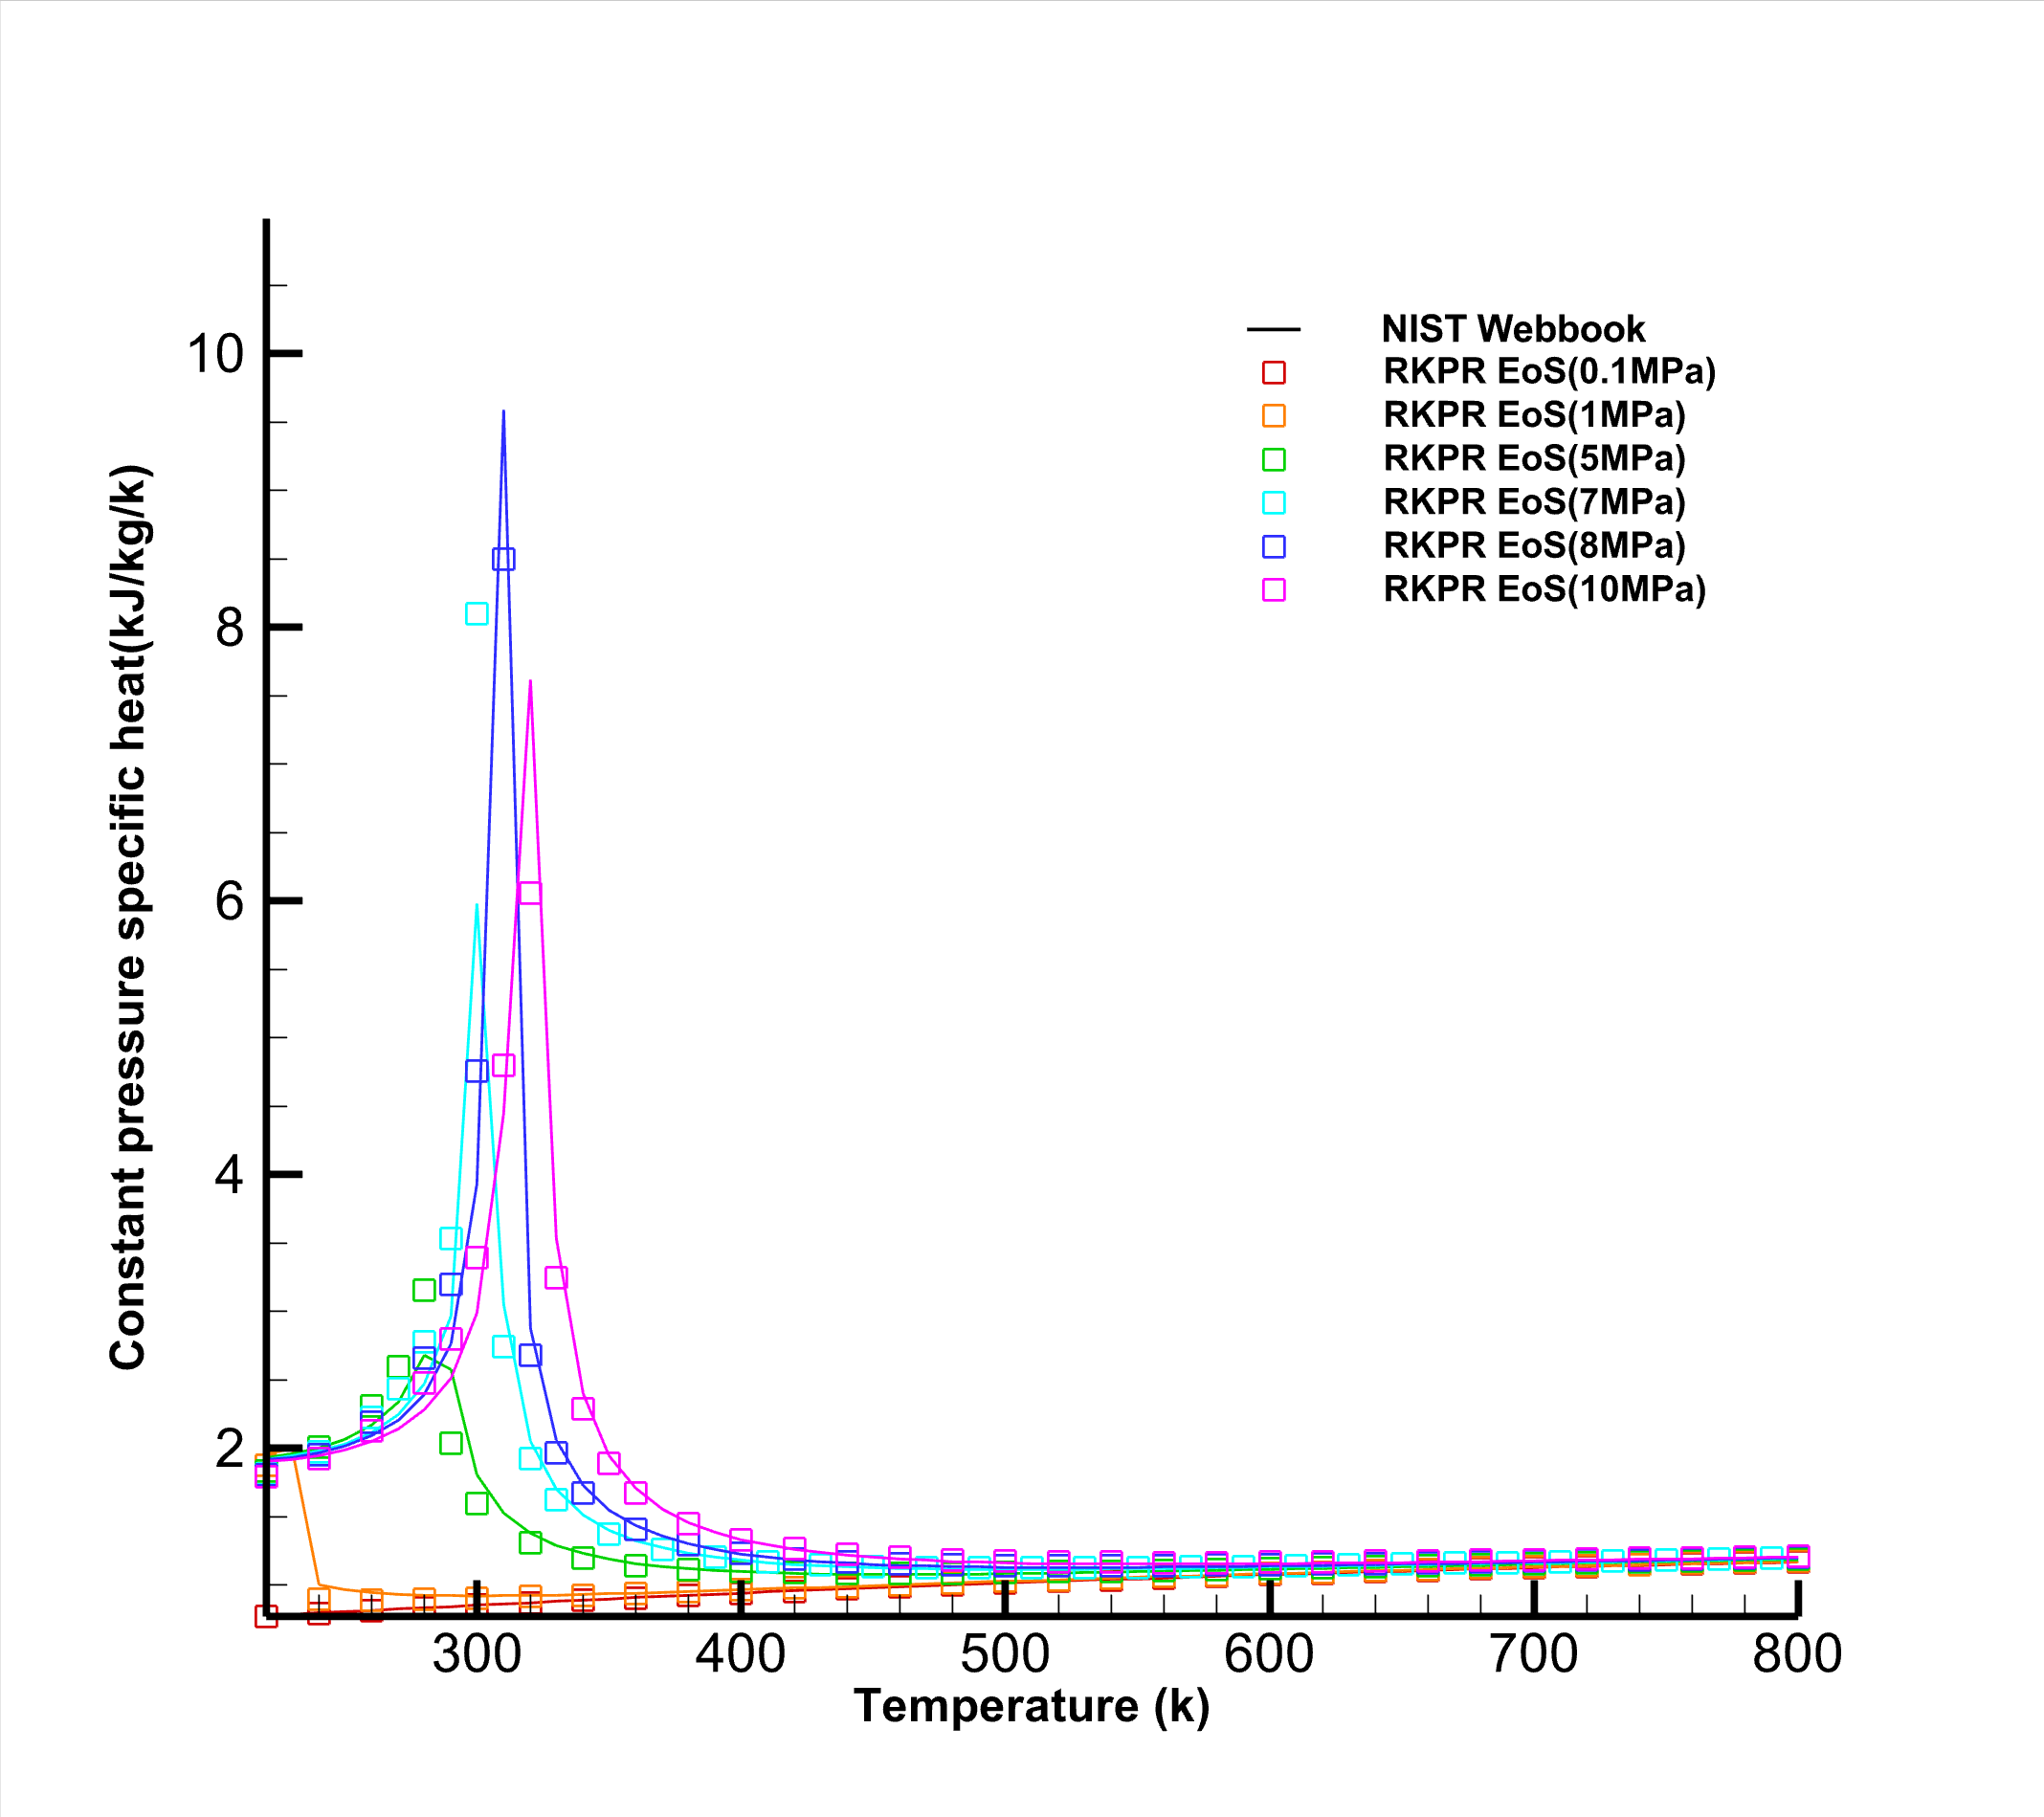 Constant pressure specific heat(kJ/kg/k)
10
8
6
4
2
NIST Webbook
RKPR EoS(0.1MPa)
RKPR EoS(1MPa)
RKPR EoS(5MPa)
RKPR EoS(7MPa)
RKPR EoS(8MPa)
RKPR EoS(10MPa)
300 400 500 600 700 800
Temperature (k)